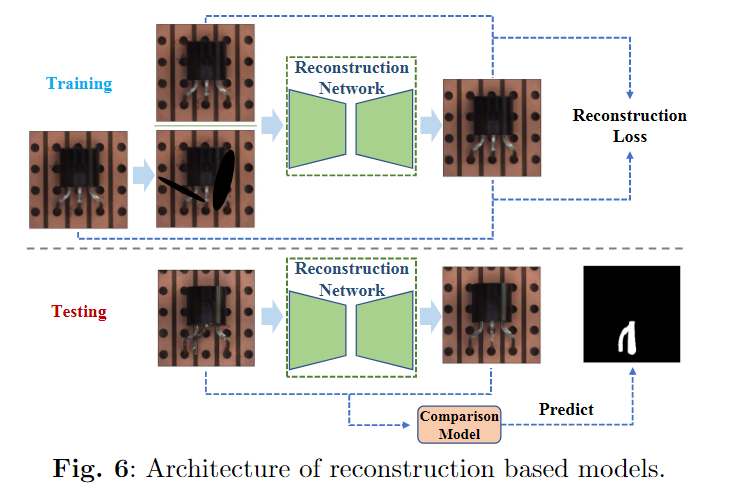 Training
Reconstruction
Network
Reconstruction
Loss
Testing
Reconstruction
Network
Comparison
Model
Predict
Fig. 6: Architecture of reconstruction based models.